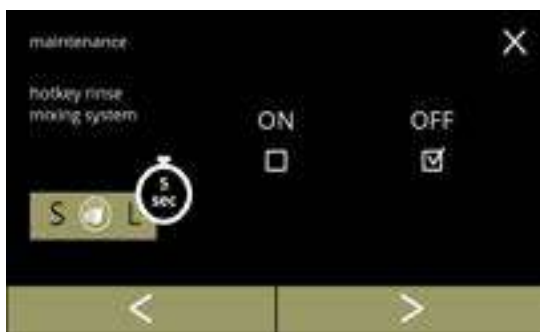 maintenance
hotkey rinse
mixing system
ON
OFF
5
sec
S
L